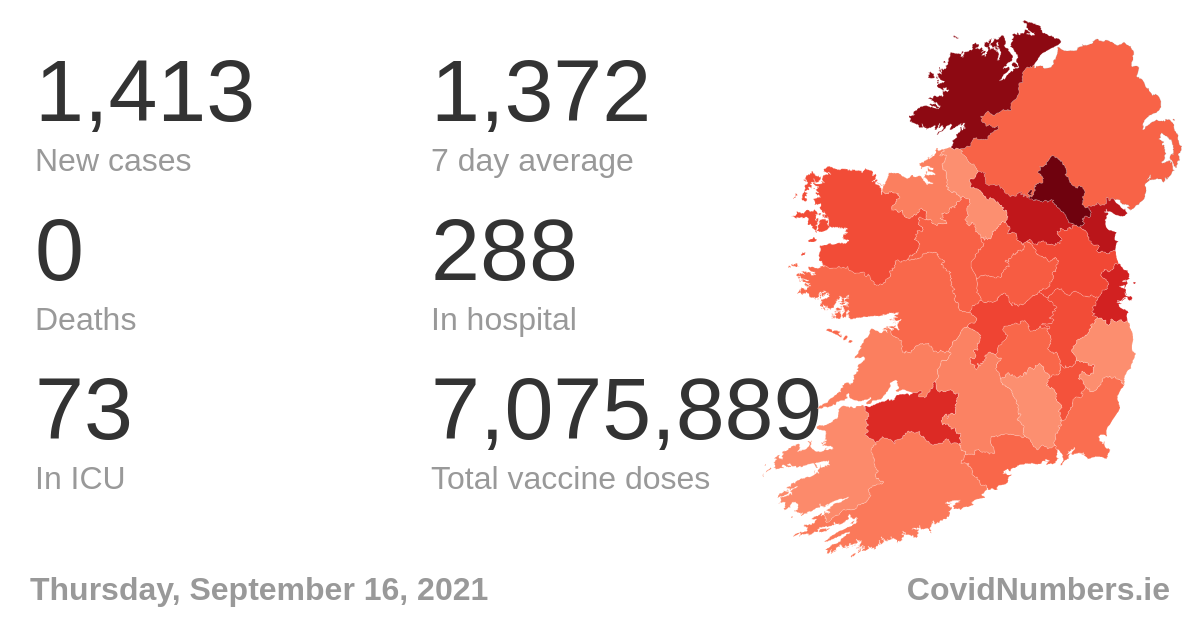 1,413
New cases
1,372
7 day average
0
Deaths
288
In hospital
73
In ICU
7,075,889
Total vaccine doses
Thursday, September 16, 2021
CovidNumbers.ie